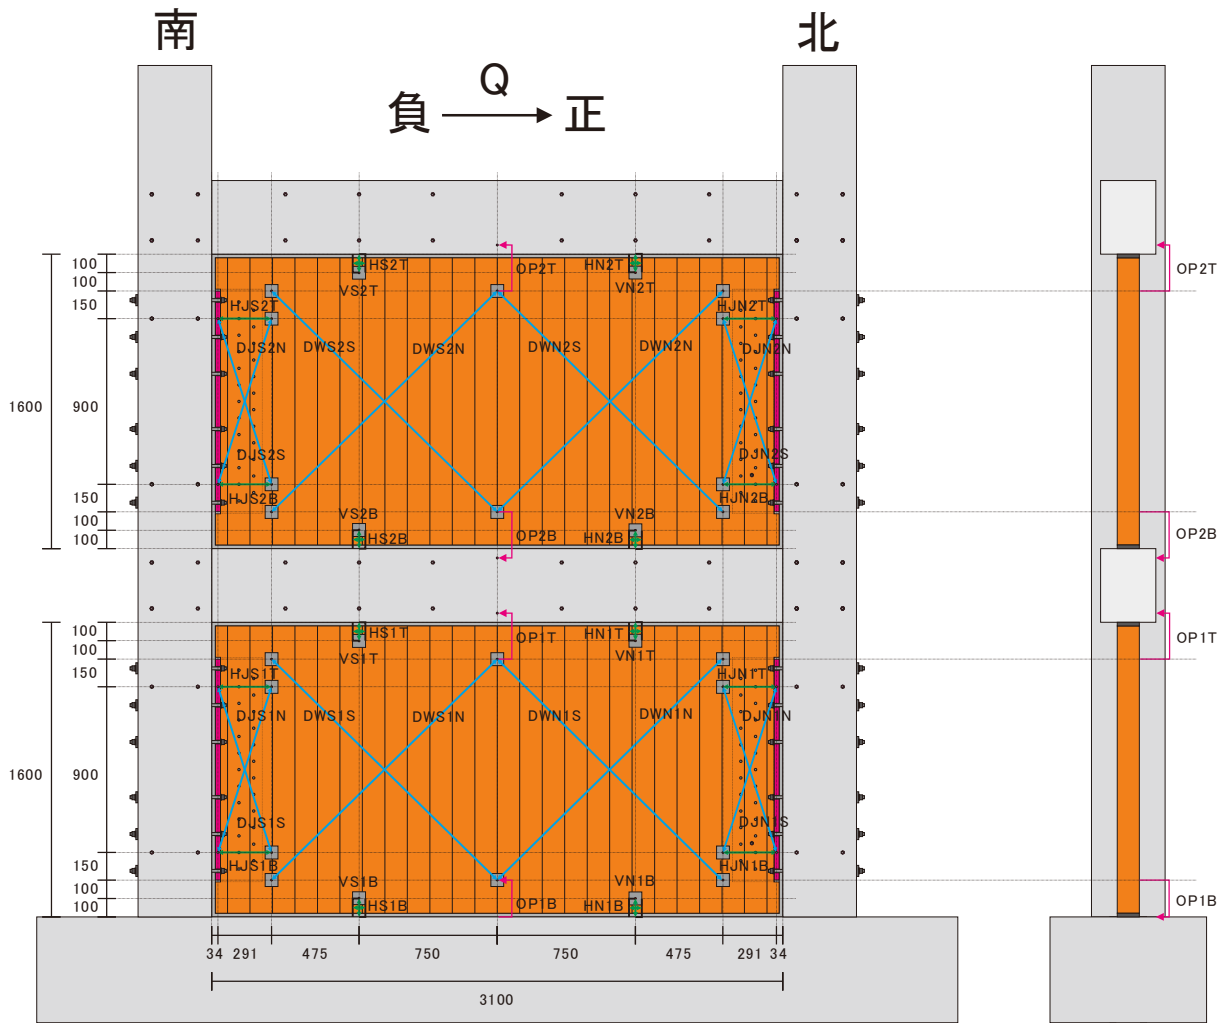 南
北
Q
負
正
100
HS2T
HN2T
OP2T
OP2T
100
VS2T
VN2T
150
HJS2T
HJN2T
DJS2N
DWS2S
DWS2N
DWN2S
DWN2N
DJN2N
1600
900
DJS2S
DJN2S
150
HJS2B
HJN2B
100
VS2B
VN2B
100
HS2B
OP2B
HN2B
OP2B
100
HS1T
HN1T
OP1T
OP1T
100
VS1T
VN1T
150
HJS1T
HJN1T
DJS1N
DWS1S
DWS1N
DWN1S
DWN1N
DJN1N
1600
900
DJS1S
DJN1S
150
HJS1B
HJN1B
100
VS1B
VN1B
100
HS1B
OP1B
HN1B
OP1B
34
291
475
750
750
475
291
34
3100